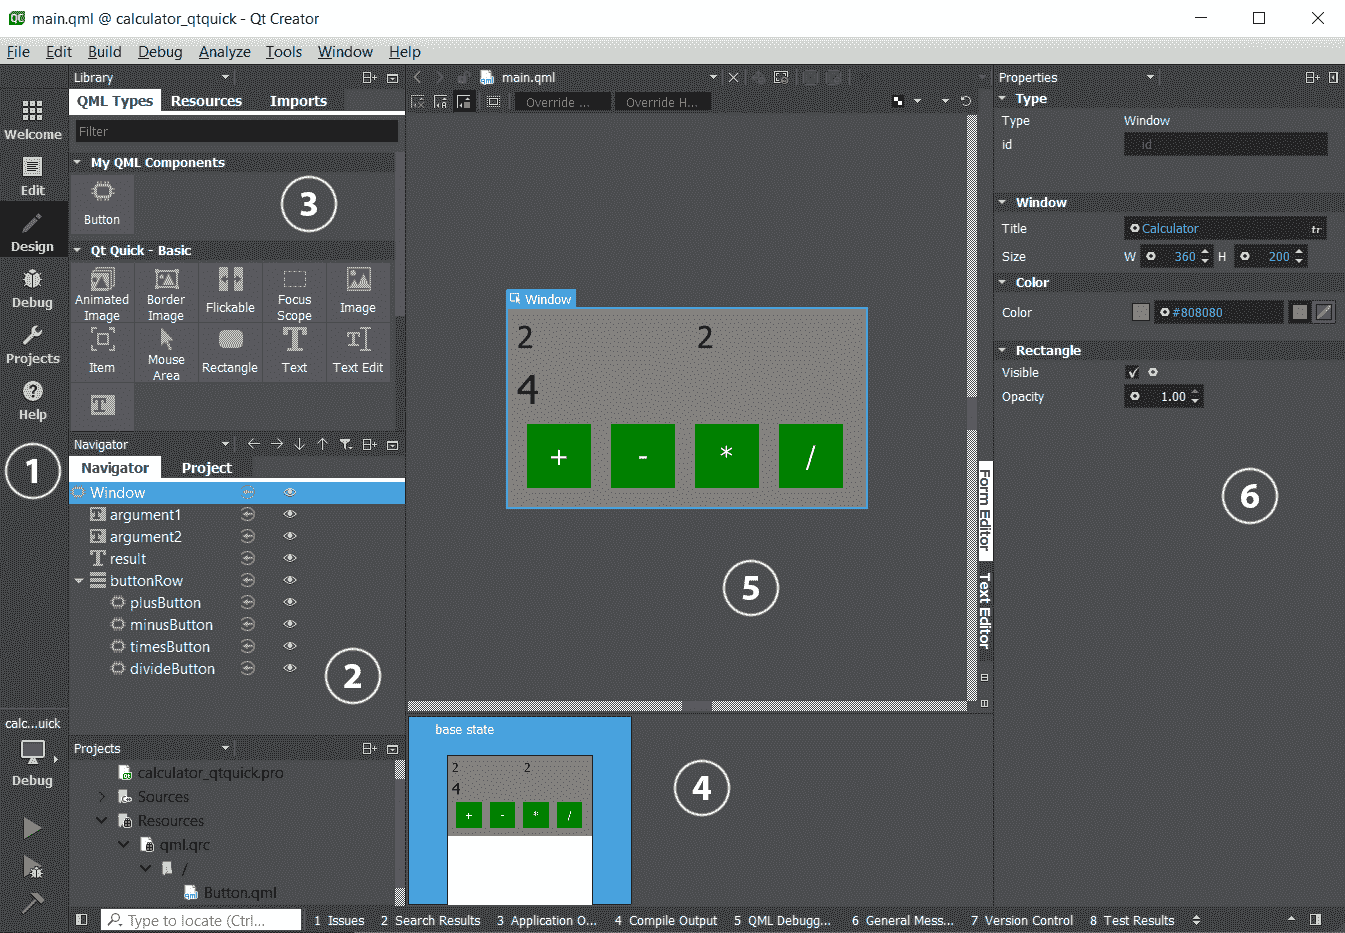 main.qml @ calculator_qtquick - Qt Creator
File Edit Build Debug Analyze Tools Window Help
Library
main.qml
Properties
QML Types Resources Imports
Override ... Override H...
Filter
My QML Components
Button
3
Qt Quick - Basic
Animated Image
Border Image
Flickable
Focus Scope
Image
Item
Mouse Area
Rectangle
Text
Text Edit
Welcome
Edit
Design
Debug
Projects
Help
1
Navigator
Navigator Project
Window
argument1
argument2
result
buttonRow
plusButton
minusButton
timesButton
divideButton
2
Window
2 2
4
+ - * /
5
Form Editor
Text Editor
Type
Type Window
id id
Window
Title Calculator tr
Size W 360 H 200
Color
Color #808080
Rectangle
Visible
Opacity 1.00
6
calc...uick
Debug
Projects
calculator_qtquick.pro
Sources
Resources
qml.qrc
/
Button.qml
base state
2 2
4
+ - * /
4
Type to locate (Ctrl...
1 Issues 2 Search Results 3 Application O... 4 Compile Output 5 QML Debugg... 6 General Mess... 7 Version Control 8 Test Results